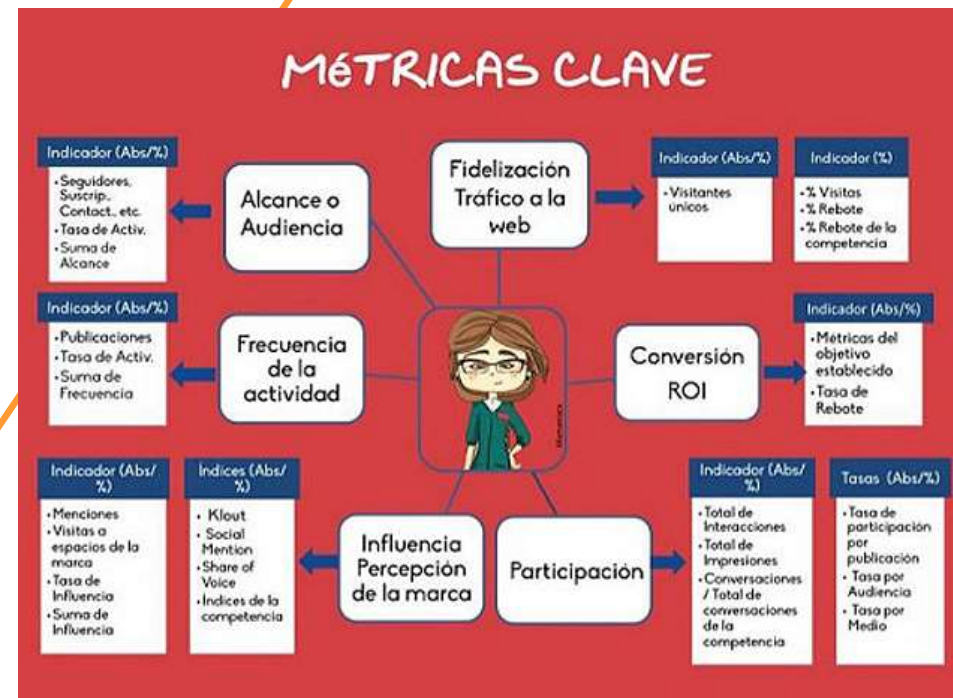 MéTRICAS CLAVE
Indicador (Abs/%)
•Seguidores,
Suscrip.,
Contact., etc.
•Tasa de Activ.
•Suma de
Alcance
Alcance o
Audiencia
Fidelización
Tráfico a la
web
Indicador (Abs/%)
•Visitantes
únicos
Indicador (%)
•% Visitas
•% Rebote
•% Rebote de la
competencia
Indicador (Abs/%)
•Publicaciones
•Tasa de Activ.
•Suma de
Frecuencia
Frecuencia
de la
actividad
Conversión
ROI
Indicador (Abs/%)
•Métricas del
objetivo
establecido
•Tasa de
Rebote
Indicador (Abs/
%)
•Menciones
•Visitas a
espacios de la
marca
•Tasa de
Influencia
•Suma de
Influencia
Indices (Abs/
%)
• Klout
• Social
Mention
•Share of
Voice
•Indices de la
competencia
Influencia
Percepción
de la marca
Participación
Indicador (Abs/
%)
•Total de
Interacciones
•Total de
Impresiones
•Conversaciones
/ Total de
conversaciones
de la
competencia
Tasas (Abs/%)
•Tasa de
participación
por
publicación
• Tasa por
Audiencia
• Tasa por
Medio